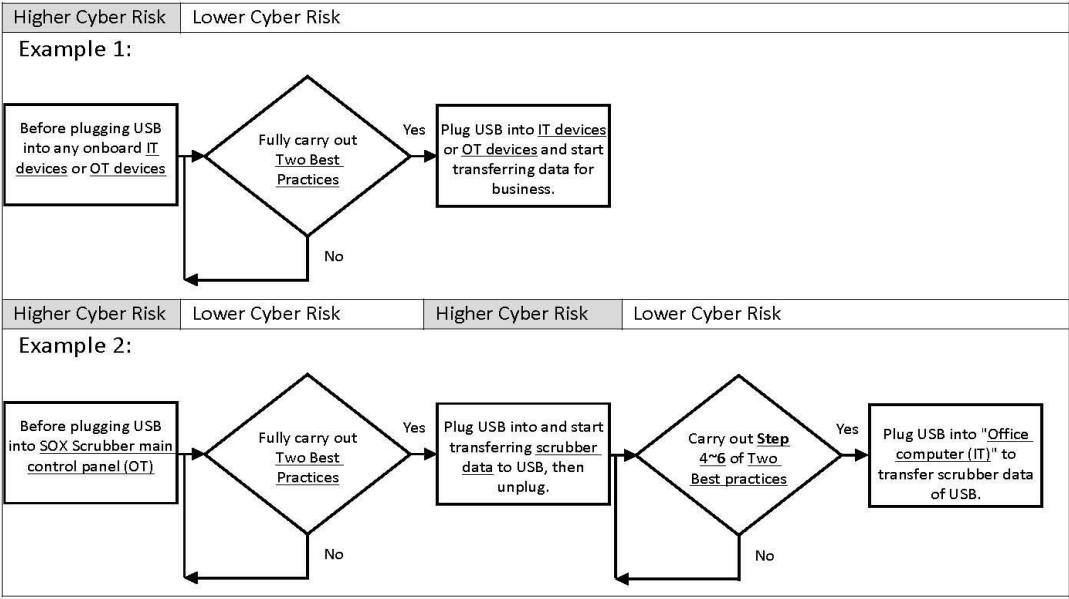 Higher Cyber Risk Lower Cyber Risk
Example 1:
Before plugging USB
into any onboard IT
devices or OT devices
Fully carry out
Two Best
Practices
Yes
No
Plug USB into IT devices
or OT devices and start
transferring data for
business.
Higher Cyber Risk Lower Cyber Risk Higher Cyber Risk Lower Cyber Risk
Example 2:
Before plugging USB
into SOX Scrubber main
control panel (OT)
Fully carry out
Two Best
Practices
Yes
No
Plug USB into and start
transferring scrubber
data to USB, then
unplug.
Carry out Step
4~6 of Two
Best practices
Yes
No
Plug USB into "Office
computer (IT)" to
transfer scrubber data
of USB.